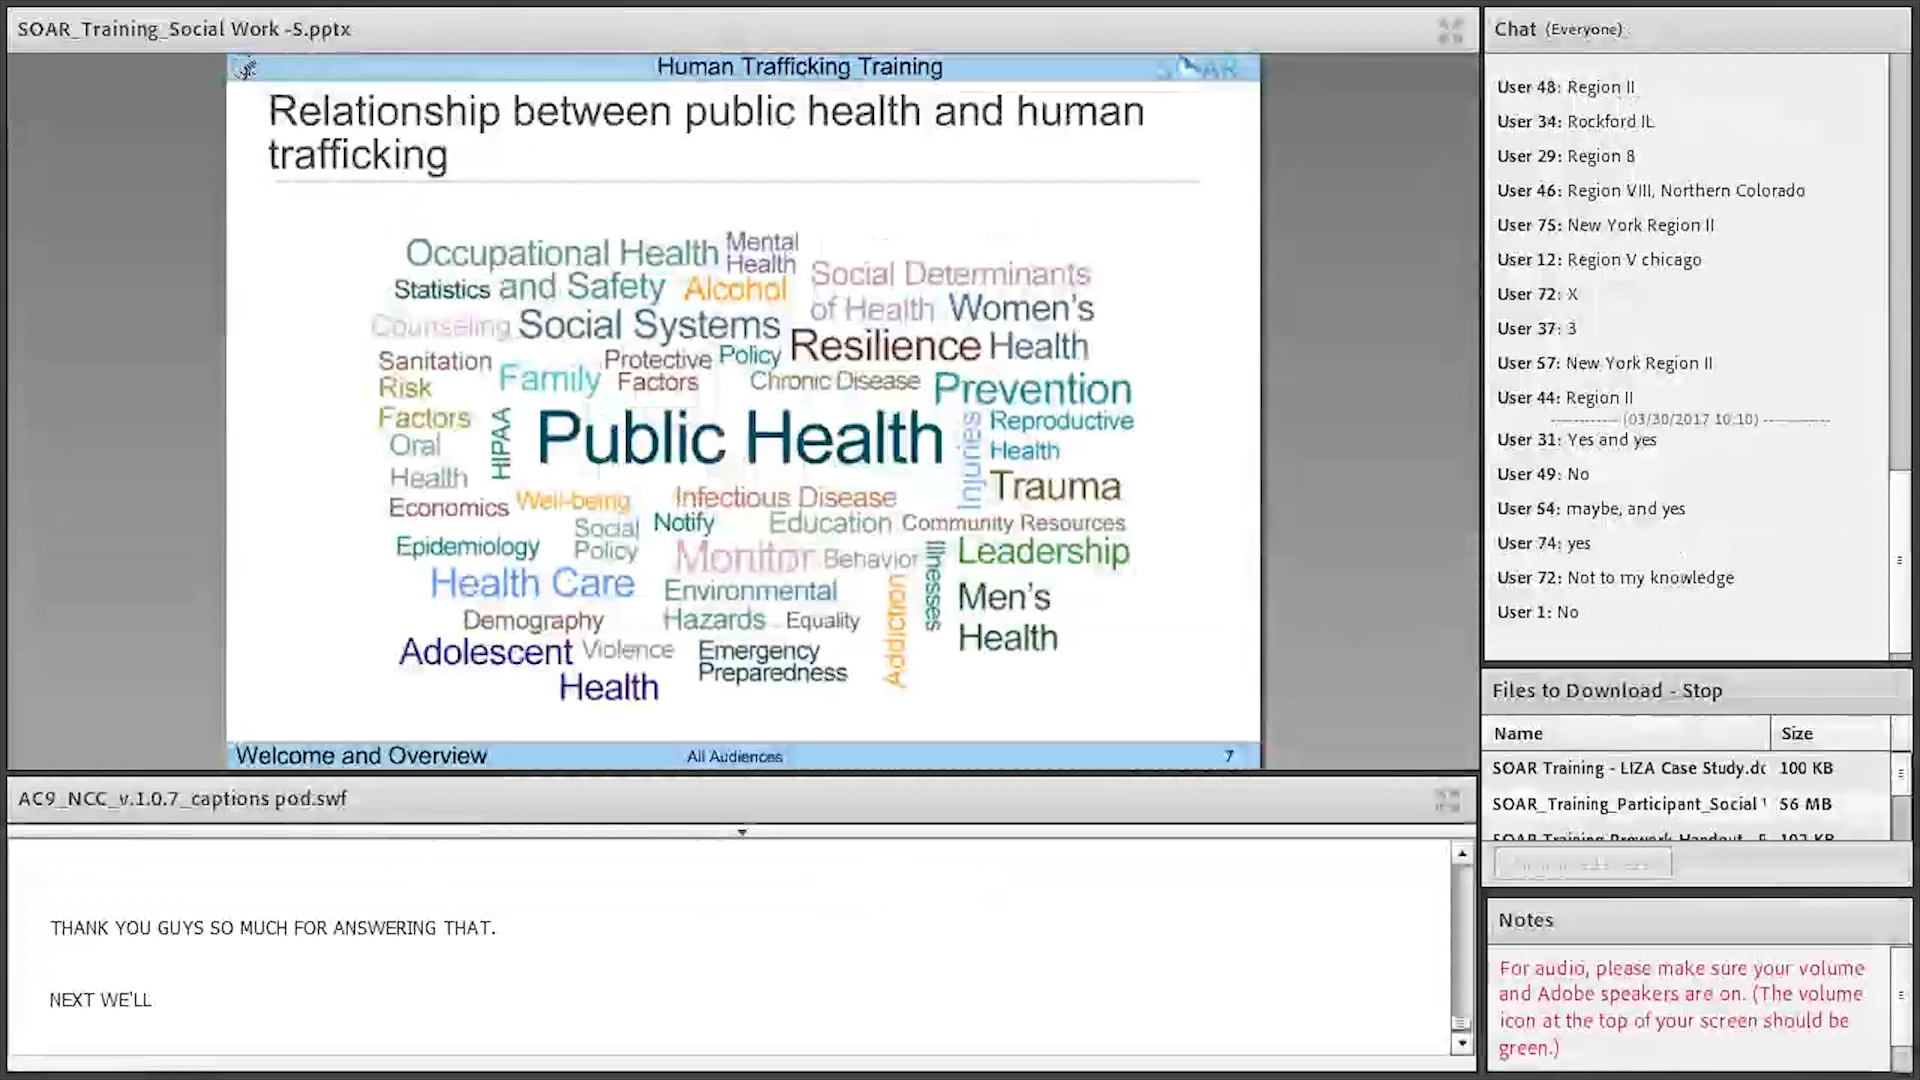 SOAR_Training_Social Work -S.pptx
Human Trafficking Training
SOAR
Relationship between public health and human
trafficking
Occupational Health
and Safety
Mental
Health
Statistics
Alcohol
Social Determinants
of Health
Women's
Health
Counseling
Social Systems
Resilience
Sanitation
Protective
Factors
Policy
Risk
Factors
Family
Chronic Disease
Prevention
Oral
Health
HIPAA
Public Health
Injuries
Reproductive
Health
Trauma
Economics
Well-being
Infectious Disease
Social
Policy
Notify
Education
Community Resources
Epidemiology
Monitor
Behavior
Illnesses
Leadership
Health Care
Environmental
Hazards
Addiction
Men's
Health
Demography
Equality
Adolescent
Health
Violence
Emergency
Preparedness
Welcome and Overview
All Audiences
7
AC9_NCC_v.1.0.7_captions pod.swf
THANK YOU GUYS SO MUCH FOR ANSWERING THAT.
NEXT WE'LL
Chat (Everyone)
User 48: Region II
User 34: Rockford IL
User 29: Region 8
User 46: Region VIII, Northern Colorado
User 75: New York Region II
User 12: Region V chicago
User 72: X
User 37: 3
User 57: New York Region II
User 44: Region II
------------ (03/30/2017 10:10) ------------
User 31: Yes and yes
User 49: No
User 54: maybe, and yes
User 74: yes
User 72: Not to my knowledge
User 1: No
Files to Download - Stop
Name Size
SOAR Training - LIZA Case Study.dc 100 KB
SOAR_Training_Participant_Social 56 MB
SOAR Training Prework Handout 102 KB
Notes
For audio, please make sure your volume
and Adobe speakers are on. (The volume
icon at the top of your screen should be
green.)